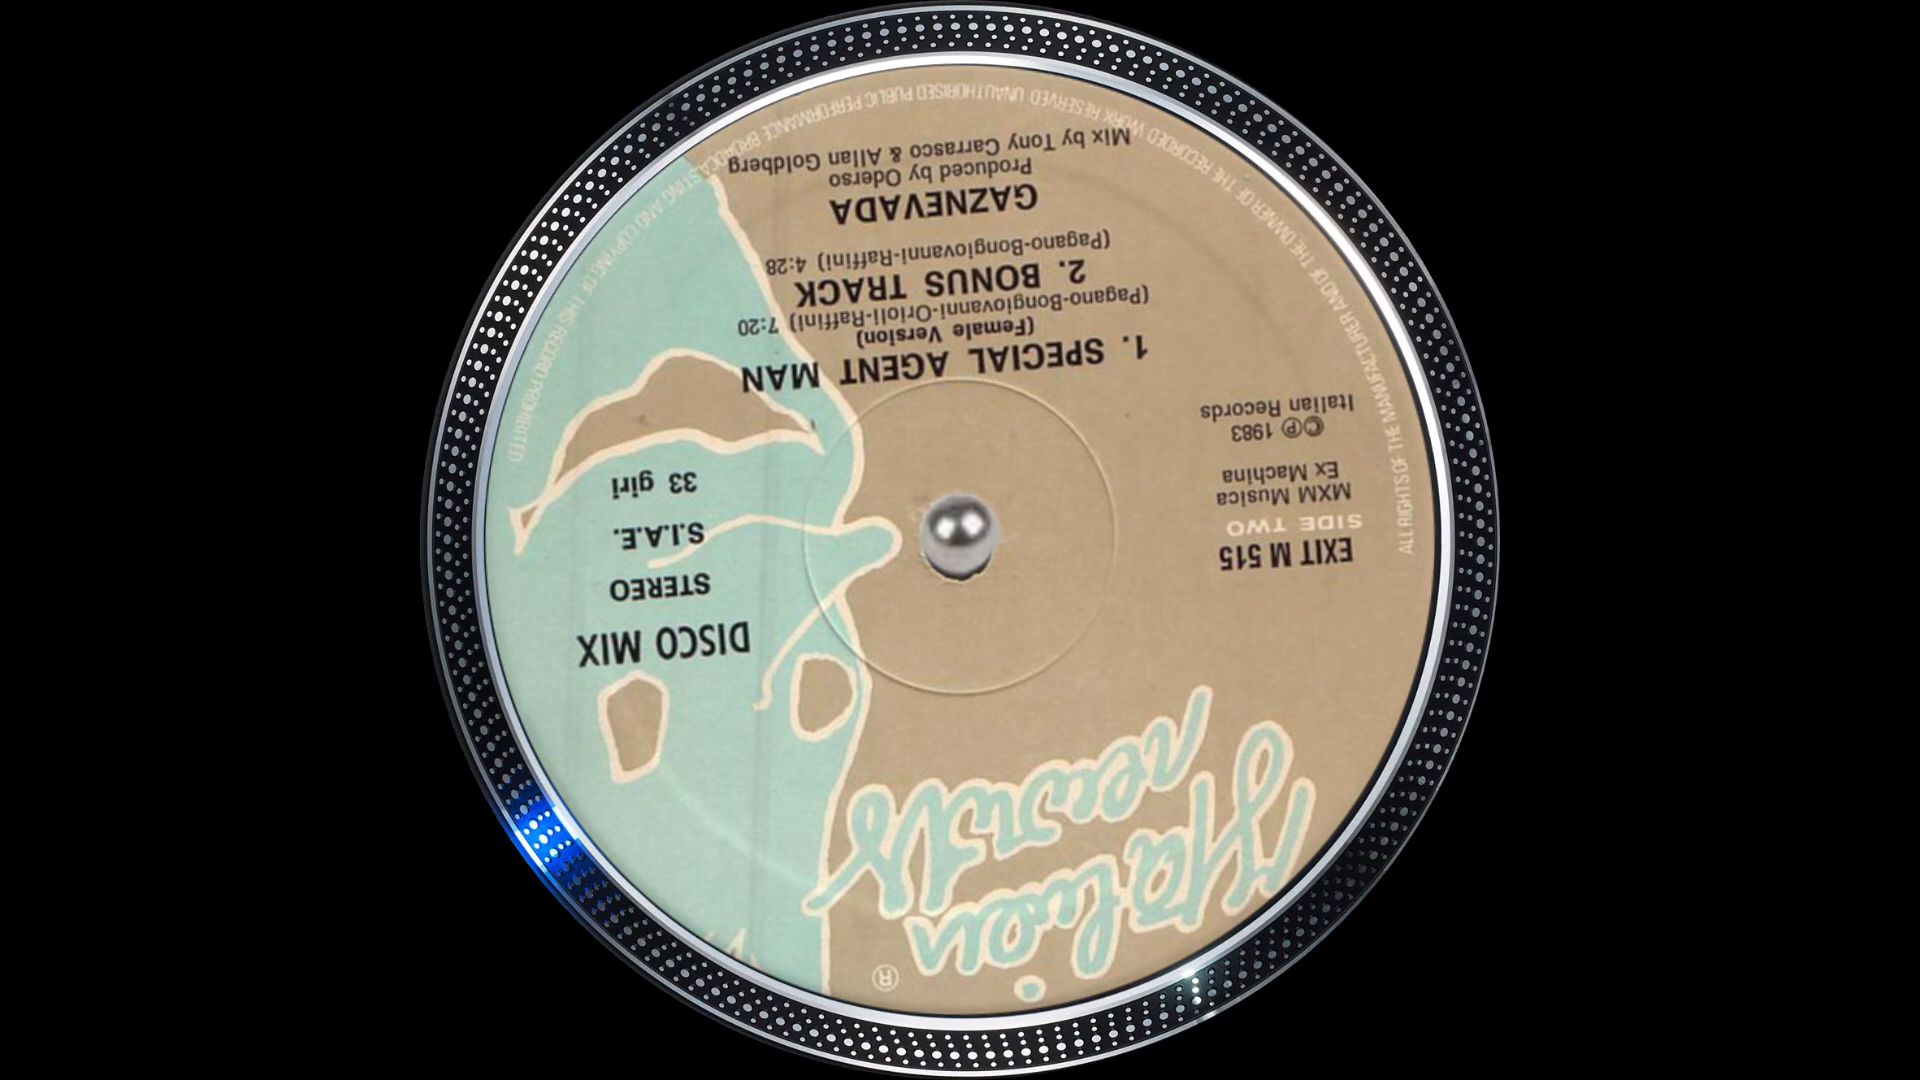 ®
italian
records
EXIT M 515
SIDE TWO
MXM Musica
Ex Machina
©℗ 1983
Italian Records
DISCO MIX
STEREO
S.I.A.E.
33 giri
1. SPECIAL AGENT MAN
(Female Version)
(Pagano-Bongiovanni-Orioli-Raffini) 7:20
2. BONUS TRACK
(Pagano-Bongiovanni-Raffini) 4:28
GAZNEVADA
Produced by Oderso
Mix by Tony Carrasco & Allan Goldberg
ALL RIGHTS OF THE MANUFACTURER AND OF THE OWNER OF THE RECORDED WORK RESERVED UNAUTHORISED PUBLIC PERFORMANCE BROADCASTING AND COPYING OF THIS RECORD PROHIBITED